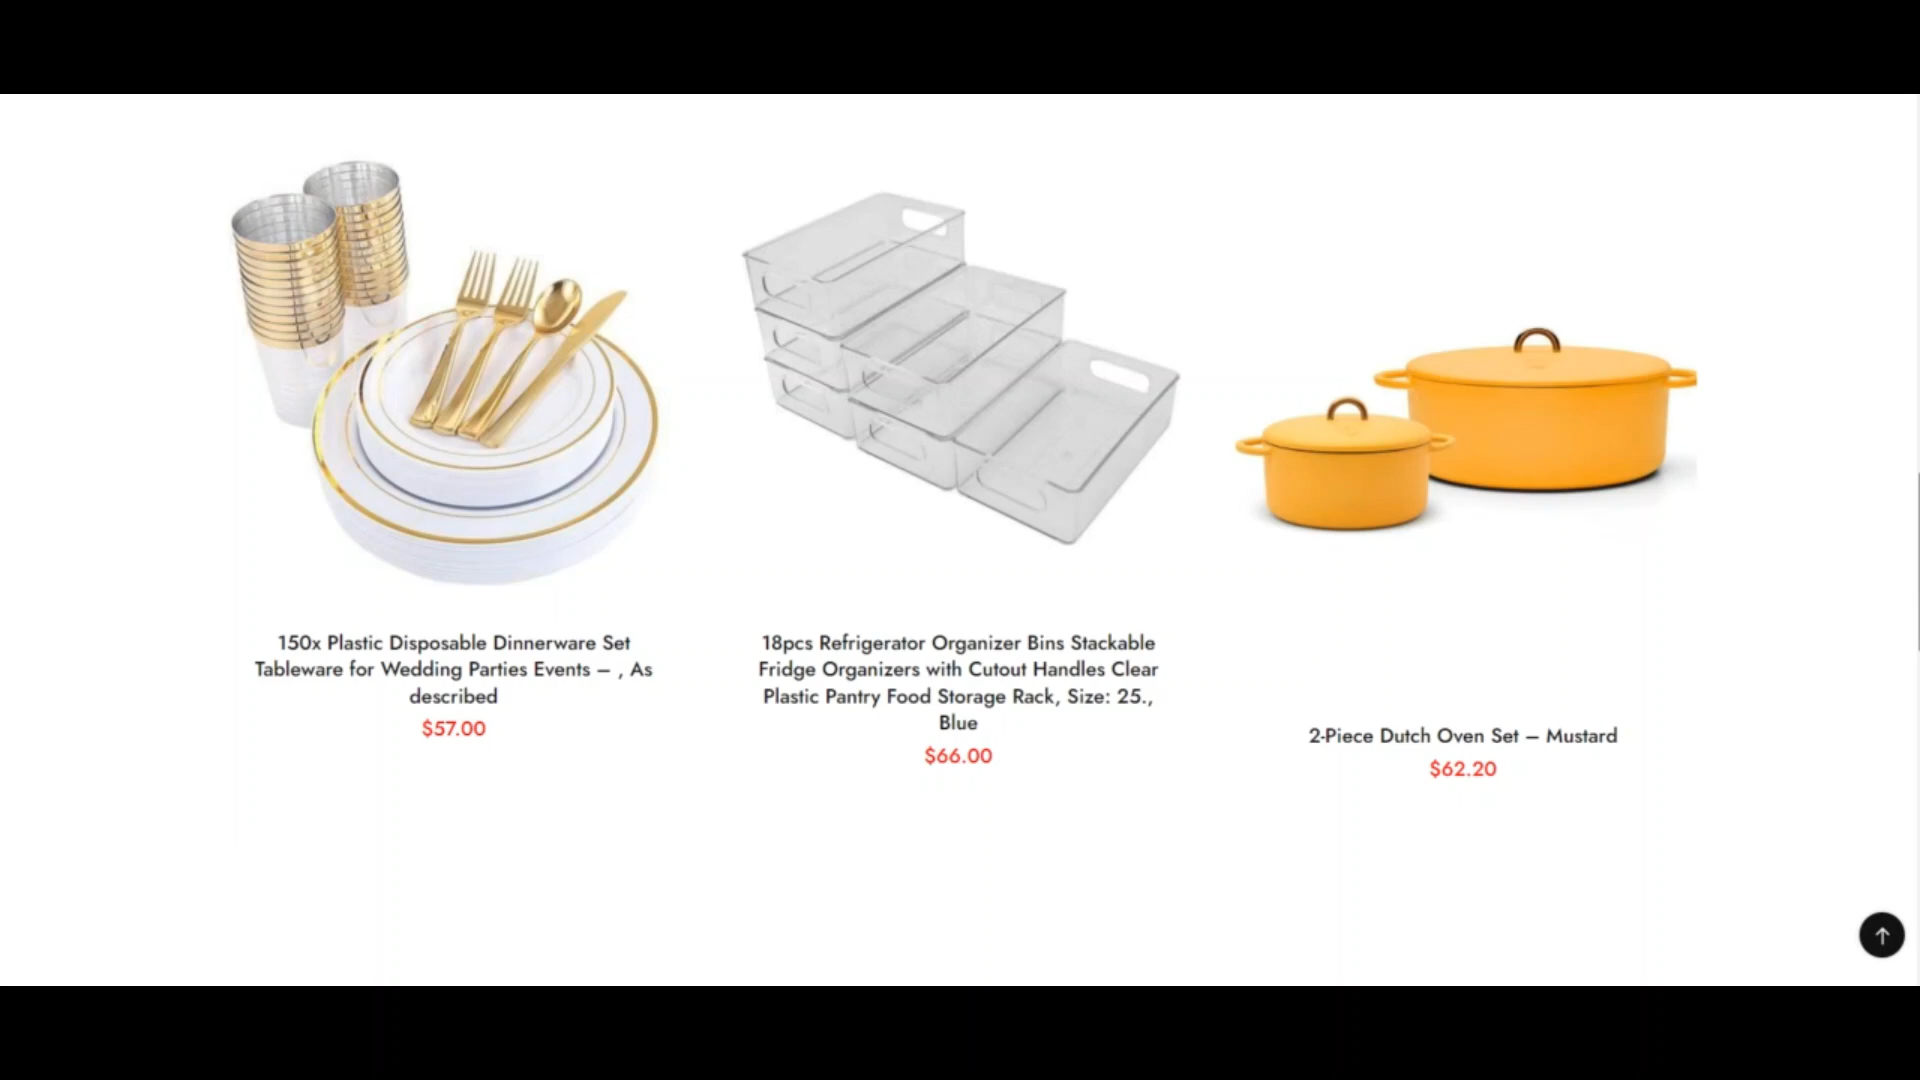 150x Plastic Disposable Dinnerware Set
Tableware for Wedding Parties Events – , As
described
$57.00
18pcs Refrigerator Organizer Bins Stackable
Fridge Organizers with Cutout Handles Clear
Plastic Pantry Food Storage Rack, Size: 25.,
Blue
$66.00
2-Piece Dutch Oven Set – Mustard
$62.20